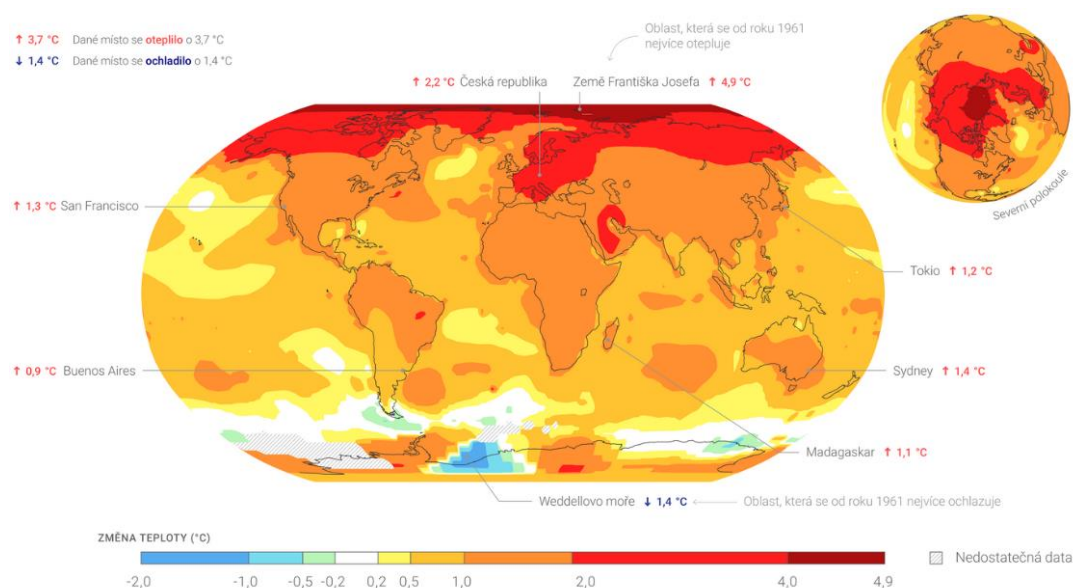 ↑ 3,7 °C Dané místo se oteplilo o 3,7 °C
↓ 1,4 °C Dané místo se ochladilo o 1,4 °C
Oblast, která se od roku 1961
nejvíce otepluje
↑ 2,2 °C Česká republika
Země Františka Josefa ↑ 4,9 °C
Severní polokoule
↑ 1,3 °C San Francisco
Tokio ↑ 1,2 °C
↑ 0,9 °C Buenos Aires
Sydney ↑ 1,4 °C
Madagaskar ↑ 1,1 °C
Weddellovo moře ↓ 1,4 °C
Oblast, která se od roku 1961 nejvíce ochlazuje
ZMĚNA TEPLOTY (°C)
-2,0 -1,0 -0,5 -0,2 0,2 0,5 1,0 2,0 4,0 4,9
Nedostatečná data